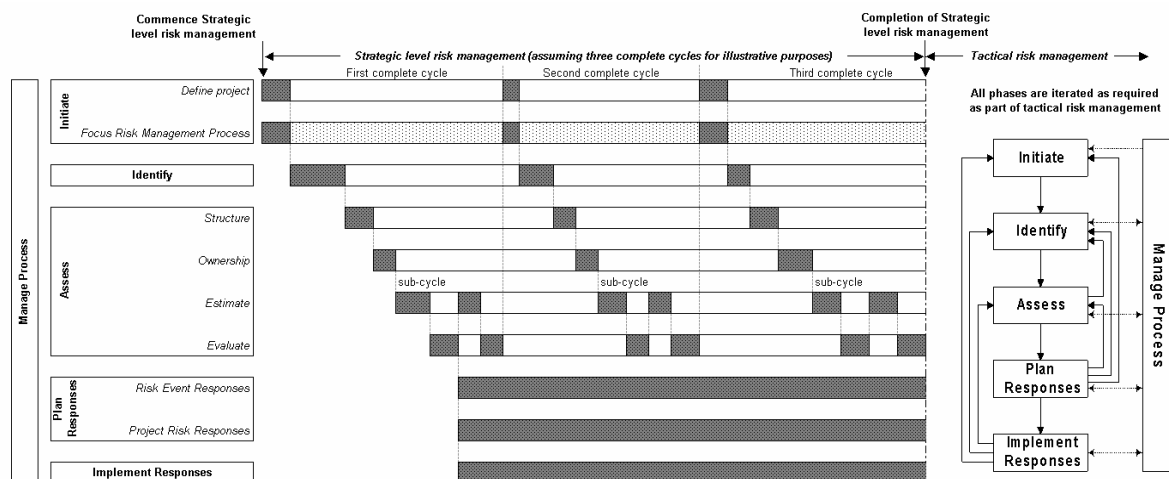 Commence Strategic
level risk management
Completion of Strategic
level risk management
Strategic level risk management (assuming three complete cycles for illustrative purposes)
Tactical risk management
First complete cycle
Second complete cycle
Third complete cycle
Manage Process
Initiate
Define project
Focus Risk Management Process
Identify
Assess
Structure
Ownership
sub-cycle
sub-cycle
sub-cycle
Estimate
Evaluate
Plan
Responses
Risk Event Responses
Project Risk Responses
Implement Responses
All phases are iterated as required
as part of tactical risk management
Initiate
Identify
Assess
Plan
Responses
Implement
Responses
Manage Process